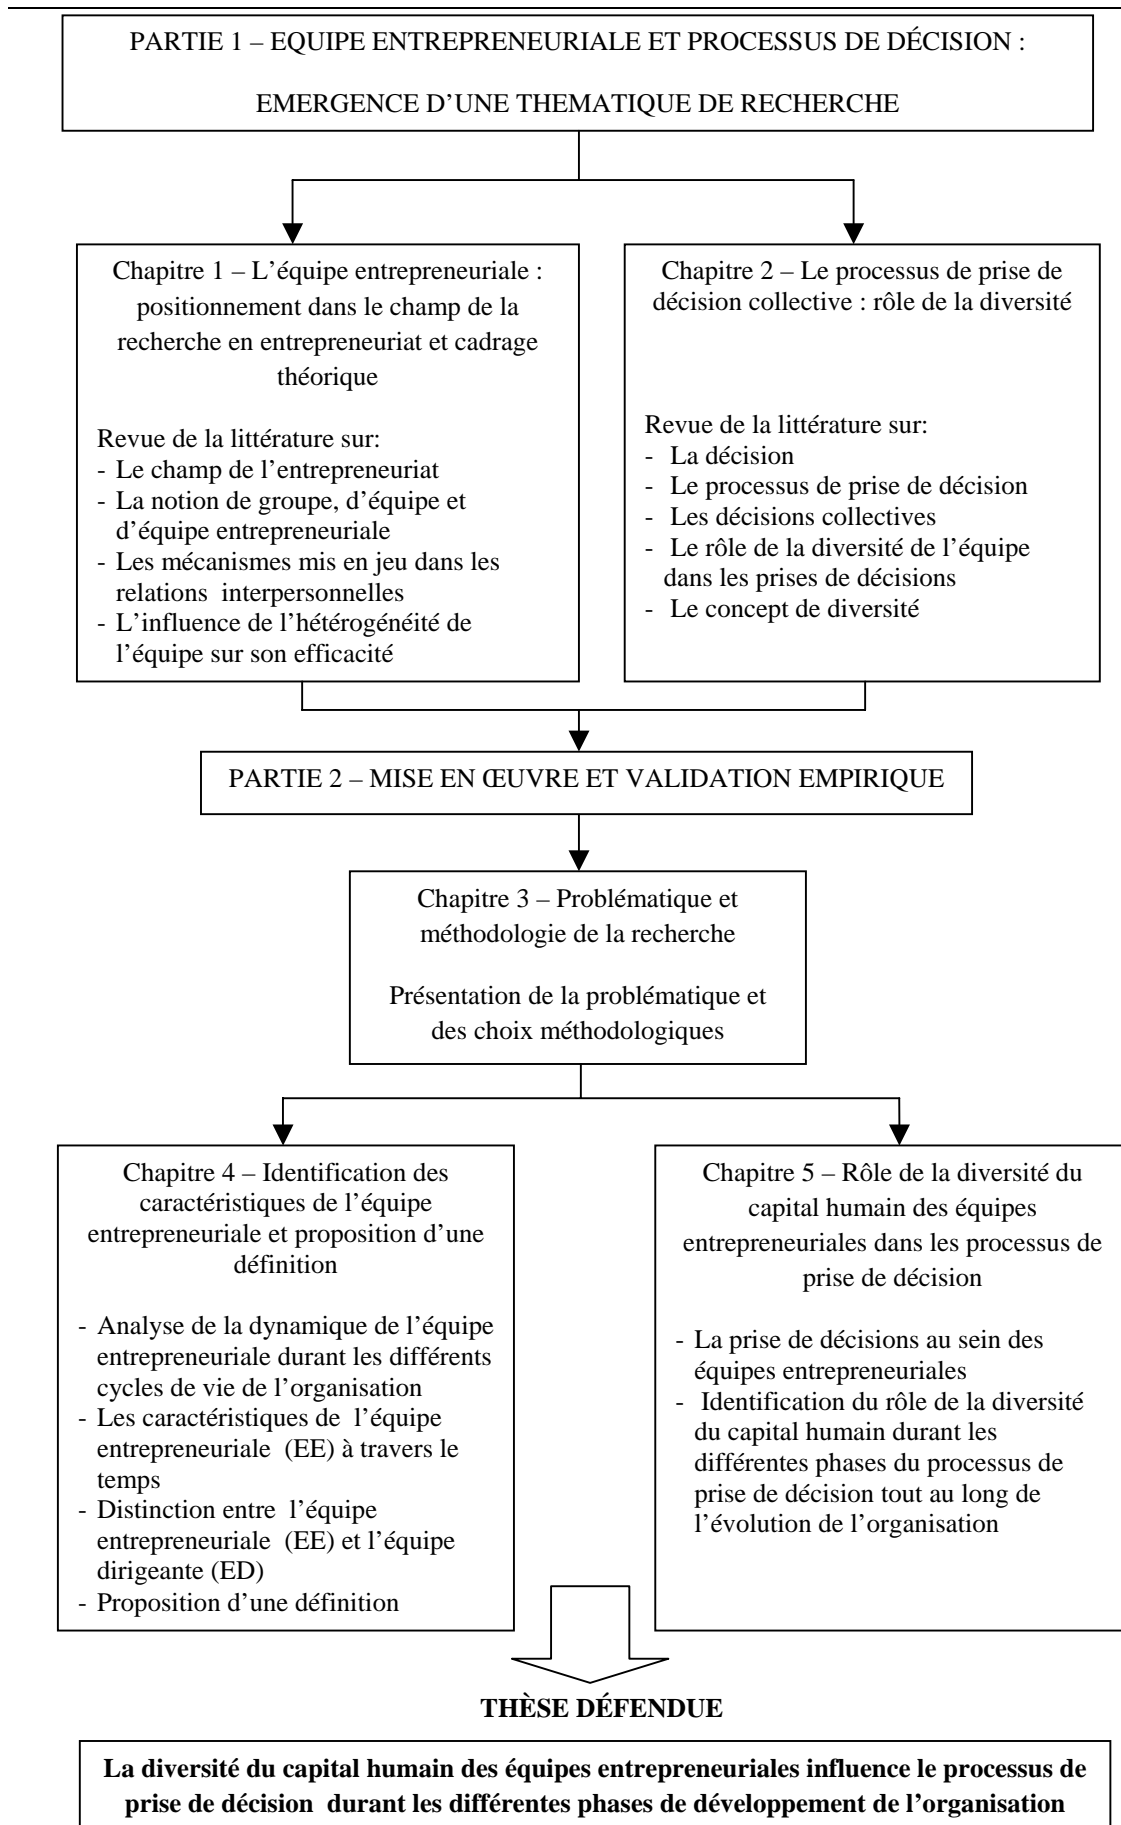 PARTIE 1 – EQUIPE ENTREPRENEURIALE ET PROCESSUS DE DÉCISION :
EMERGENCE D’UNE THEMATIQUE DE RECHERCHE
Chapitre 1 – L’équipe entrepreneuriale :
positionnement dans le champ de la
recherche en entrepreneuriat et cadrage
théorique
Revue de la littérature sur:
- Le champ de l’entrepreneuriat
- La notion de groupe, d’équipe et
d’équipe entrepreneuriale
- Les mécanismes mis en jeu dans les
relations interpersonnelles
- L’influence de l’hétérogénéité de
l’équipe sur son efficacité
Chapitre 2 – Le processus de prise de
décision collective : rôle de la diversité
Revue de la littérature sur:
- La décision
- Le processus de prise de décision
- Les décisions collectives
- Le rôle de la diversité de l’équipe
dans les prises de décisions
- Le concept de diversité
PARTIE 2 – MISE EN ŒUVRE ET VALIDATION EMPIRIQUE
Chapitre 3 – Problématique et
méthodologie de la recherche
Présentation de la problématique et
des choix méthodologiques
Chapitre 4 – Identification des
caractéristiques de l’équipe
entrepreneuriale et proposition d’une
définition
- Analyse de la dynamique de l’équipe
entrepreneuriale durant les différents
cycles de vie de l’organisation
- Les caractéristiques de l’équipe
entrepreneuriale (EE) à travers le
temps
- Distinction entre l’équipe
entrepreneuriale (EE) et l’équipe
dirigeante (ED)
- Proposition d’une définition
Chapitre 5 – Rôle de la diversité du
capital humain des équipes
entrepreneuriales dans les processus de
prise de décision
- La prise de décisions au sein des
équipes entrepreneuriales
- Identification du rôle de la diversité
du capital humain durant les
différentes phases du processus de
prise de décision tout au long de
l’évolution de l’organisation
THÈSE DÉFENDUE
La diversité du capital humain des équipes entrepreneuriales influence le processus de
prise de décision durant les différentes phases de développement de l’organisation